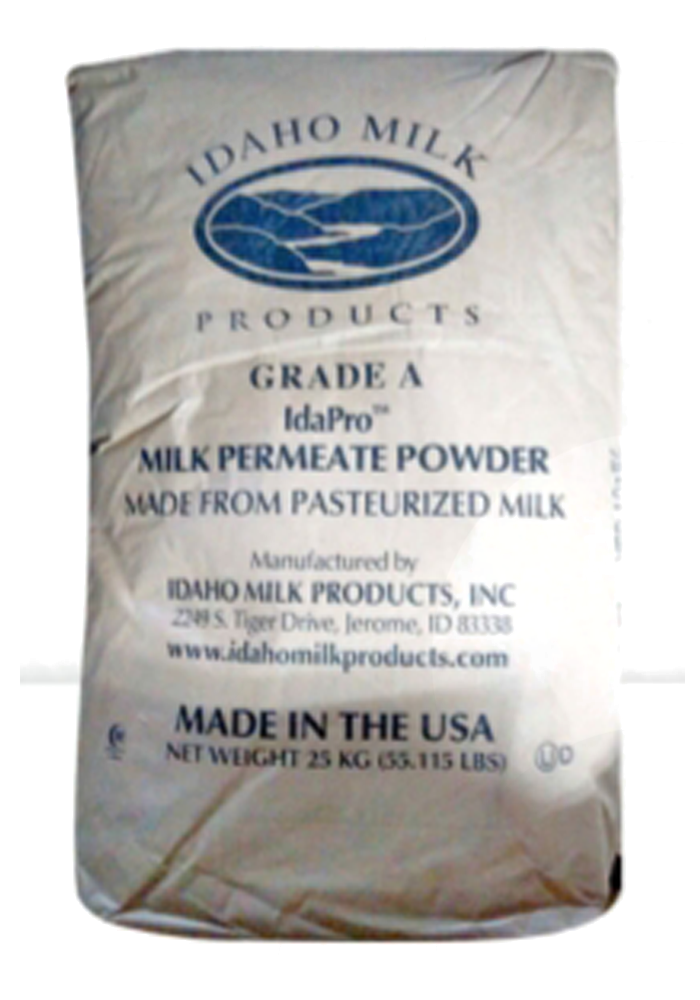 IDAHO MILK
PRODUCTS
GRADE A
IdaPro™
MILK PERMEATE POWDER
MADE FROM PASTEURIZED MILK
Manufactured by
IDAHO MILK PRODUCTS, INC
2249 S. Tiger Drive, Jerome, ID 83338
www.idahomilkproducts.com
MADE IN THE USA
NET WEIGHT 25 KG (55.115 LBS)